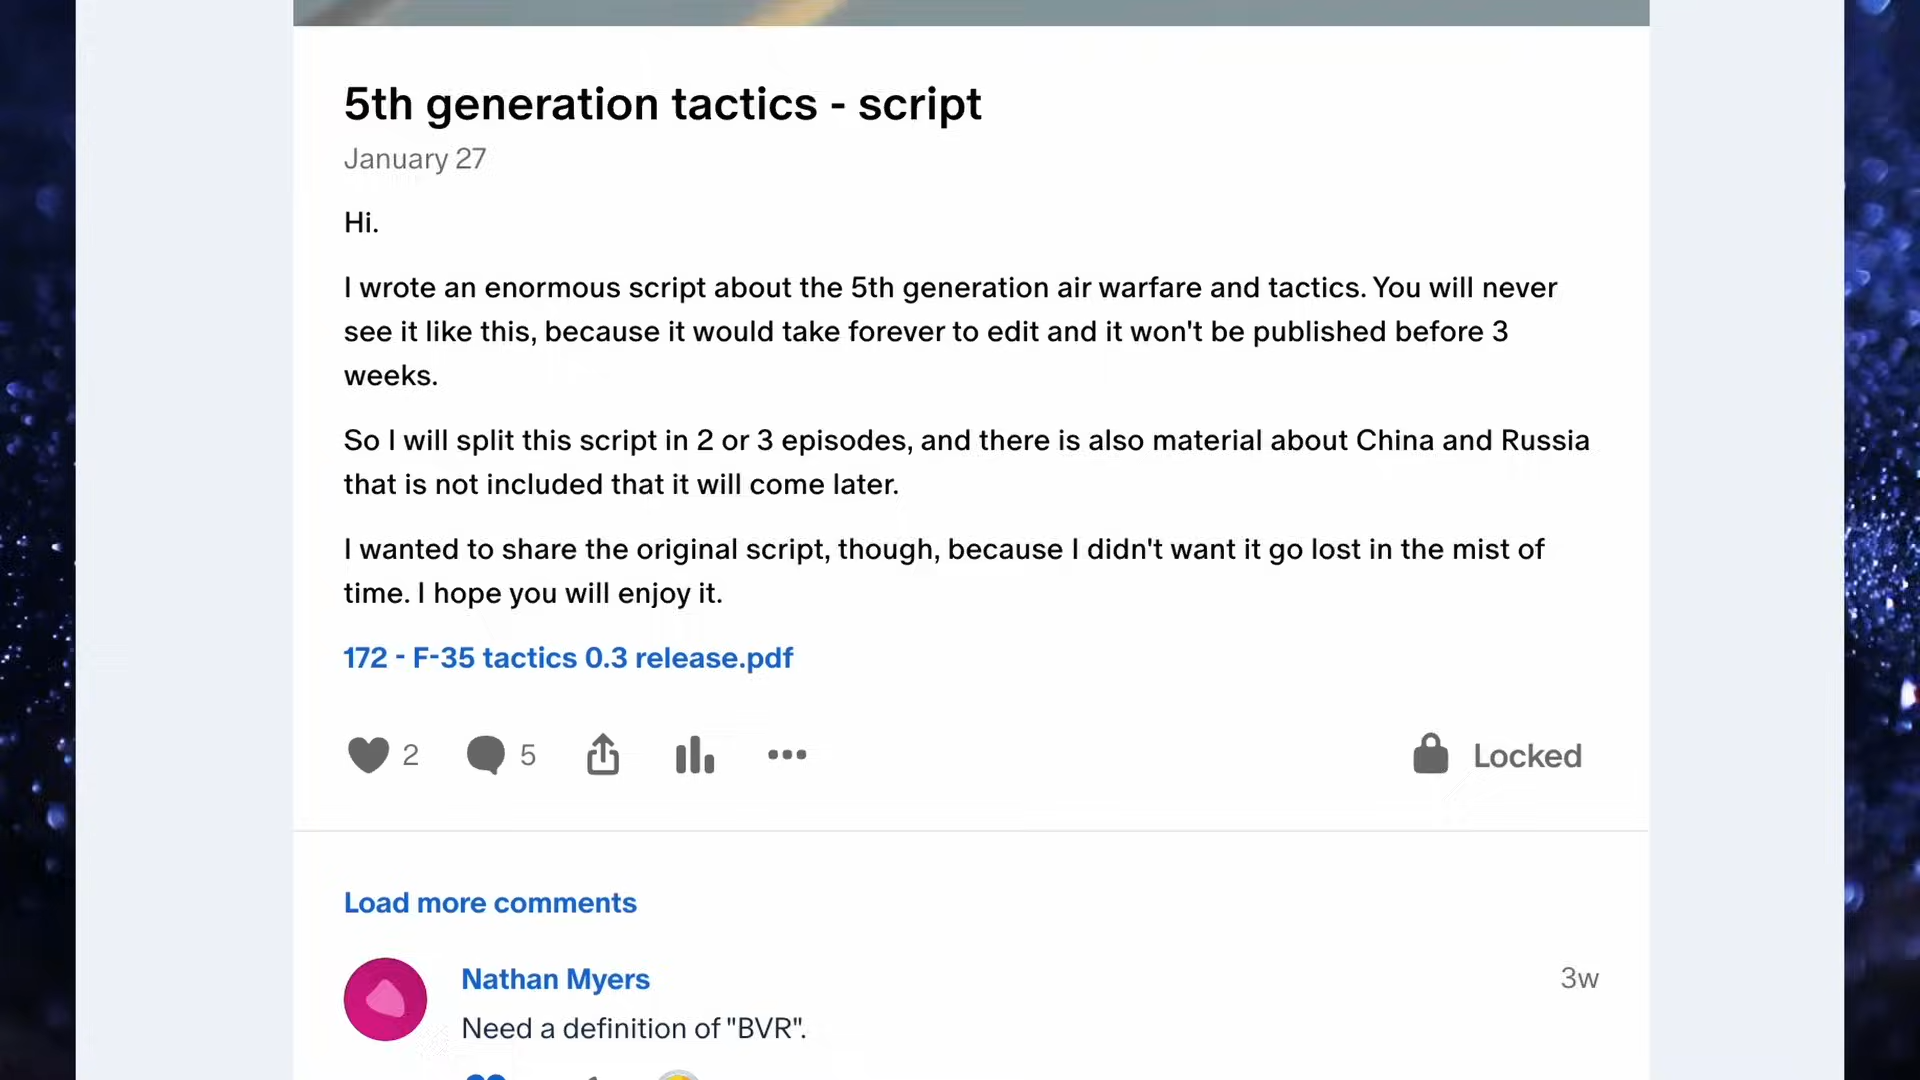 5th generation tactics - script
January 27
Hi.
I wrote an enormous script about the 5th generation air warfare and tactics. You will never
see it like this, because it would take forever to edit and it won't be published before 3
weeks.
So I will split this script in 2 or 3 episodes, and there is also material about China and Russia
that is not included that it will come later.
I wanted to share the original script, though, because I didn't want it go lost in the mist of
time. I hope you will enjoy it.
172 - F-35 tactics 0.3 release.pdf
2 5 Locked
Load more comments
Nathan Myers 3w
Need a definition of "BVR".